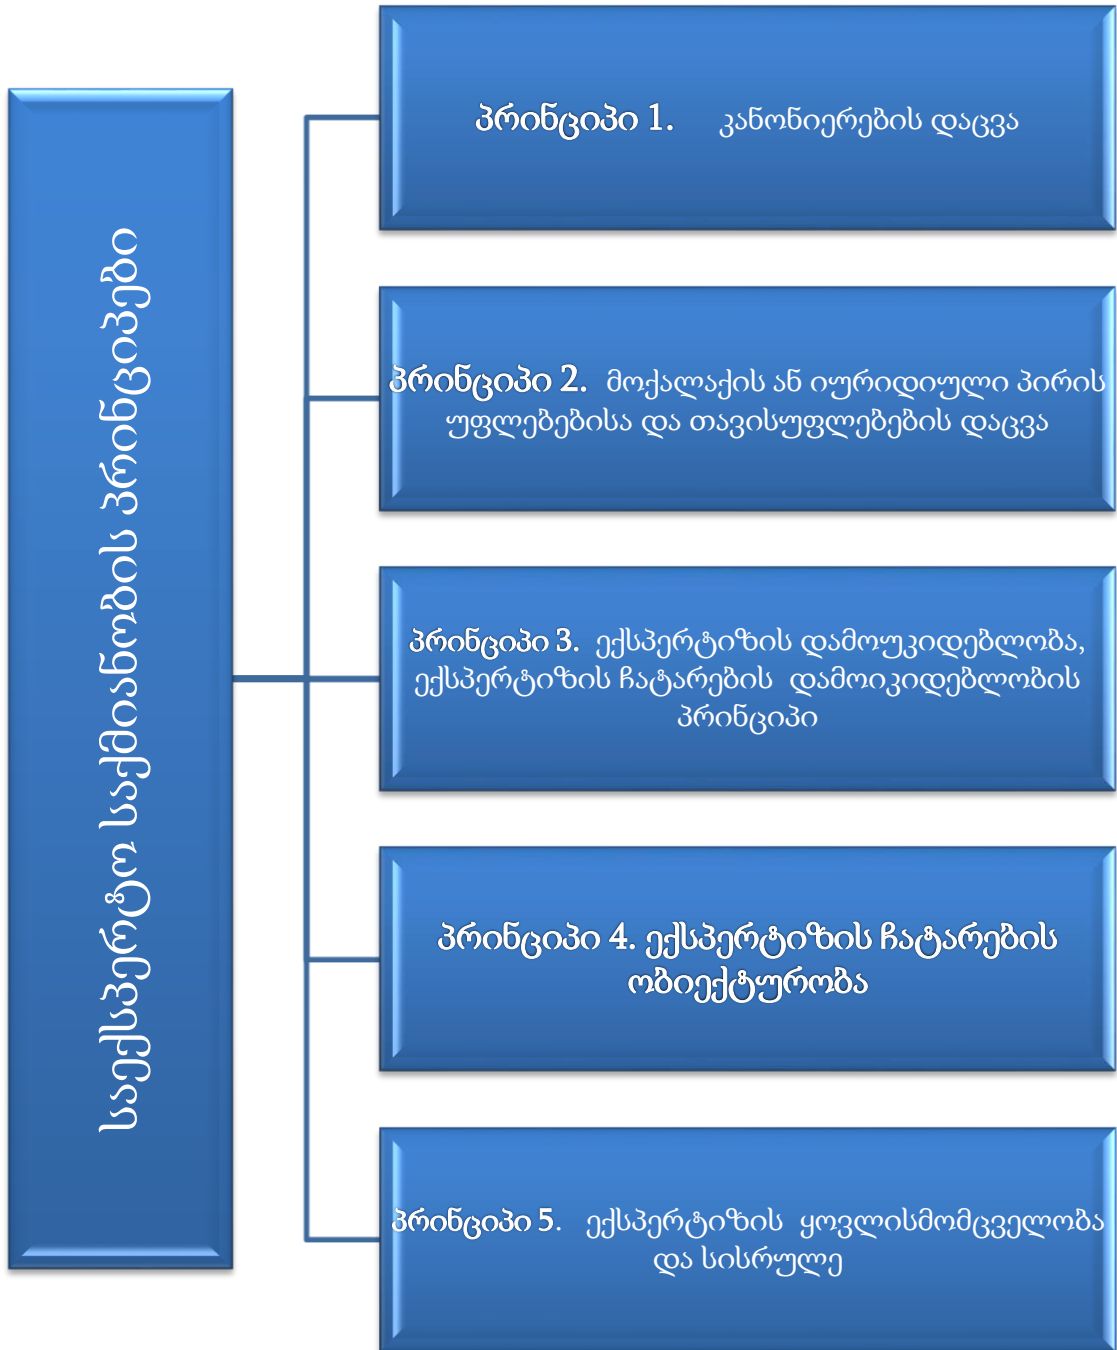 საექსპერტო საქმიანობის პრინციპები
პრინციპი 1. კანონიერების დაცვა
პრინციპი 2. მოქალაქის ან იურიდიული პირის
უფლებებისა და თავისუფლებების დაცვა
პრინციპი 3. ექსპერტიზის დამოუკიდებლობა,
ექსპერტიზის ჩატარების დამოიკიდებლობის
პრინციპი
პრინციპი 4. ექსპერტიზის ჩატარების
ობიექტურობა
პრინციპი 5. ექსპერტიზის ყოვლისმომცველობა
და სისრულე